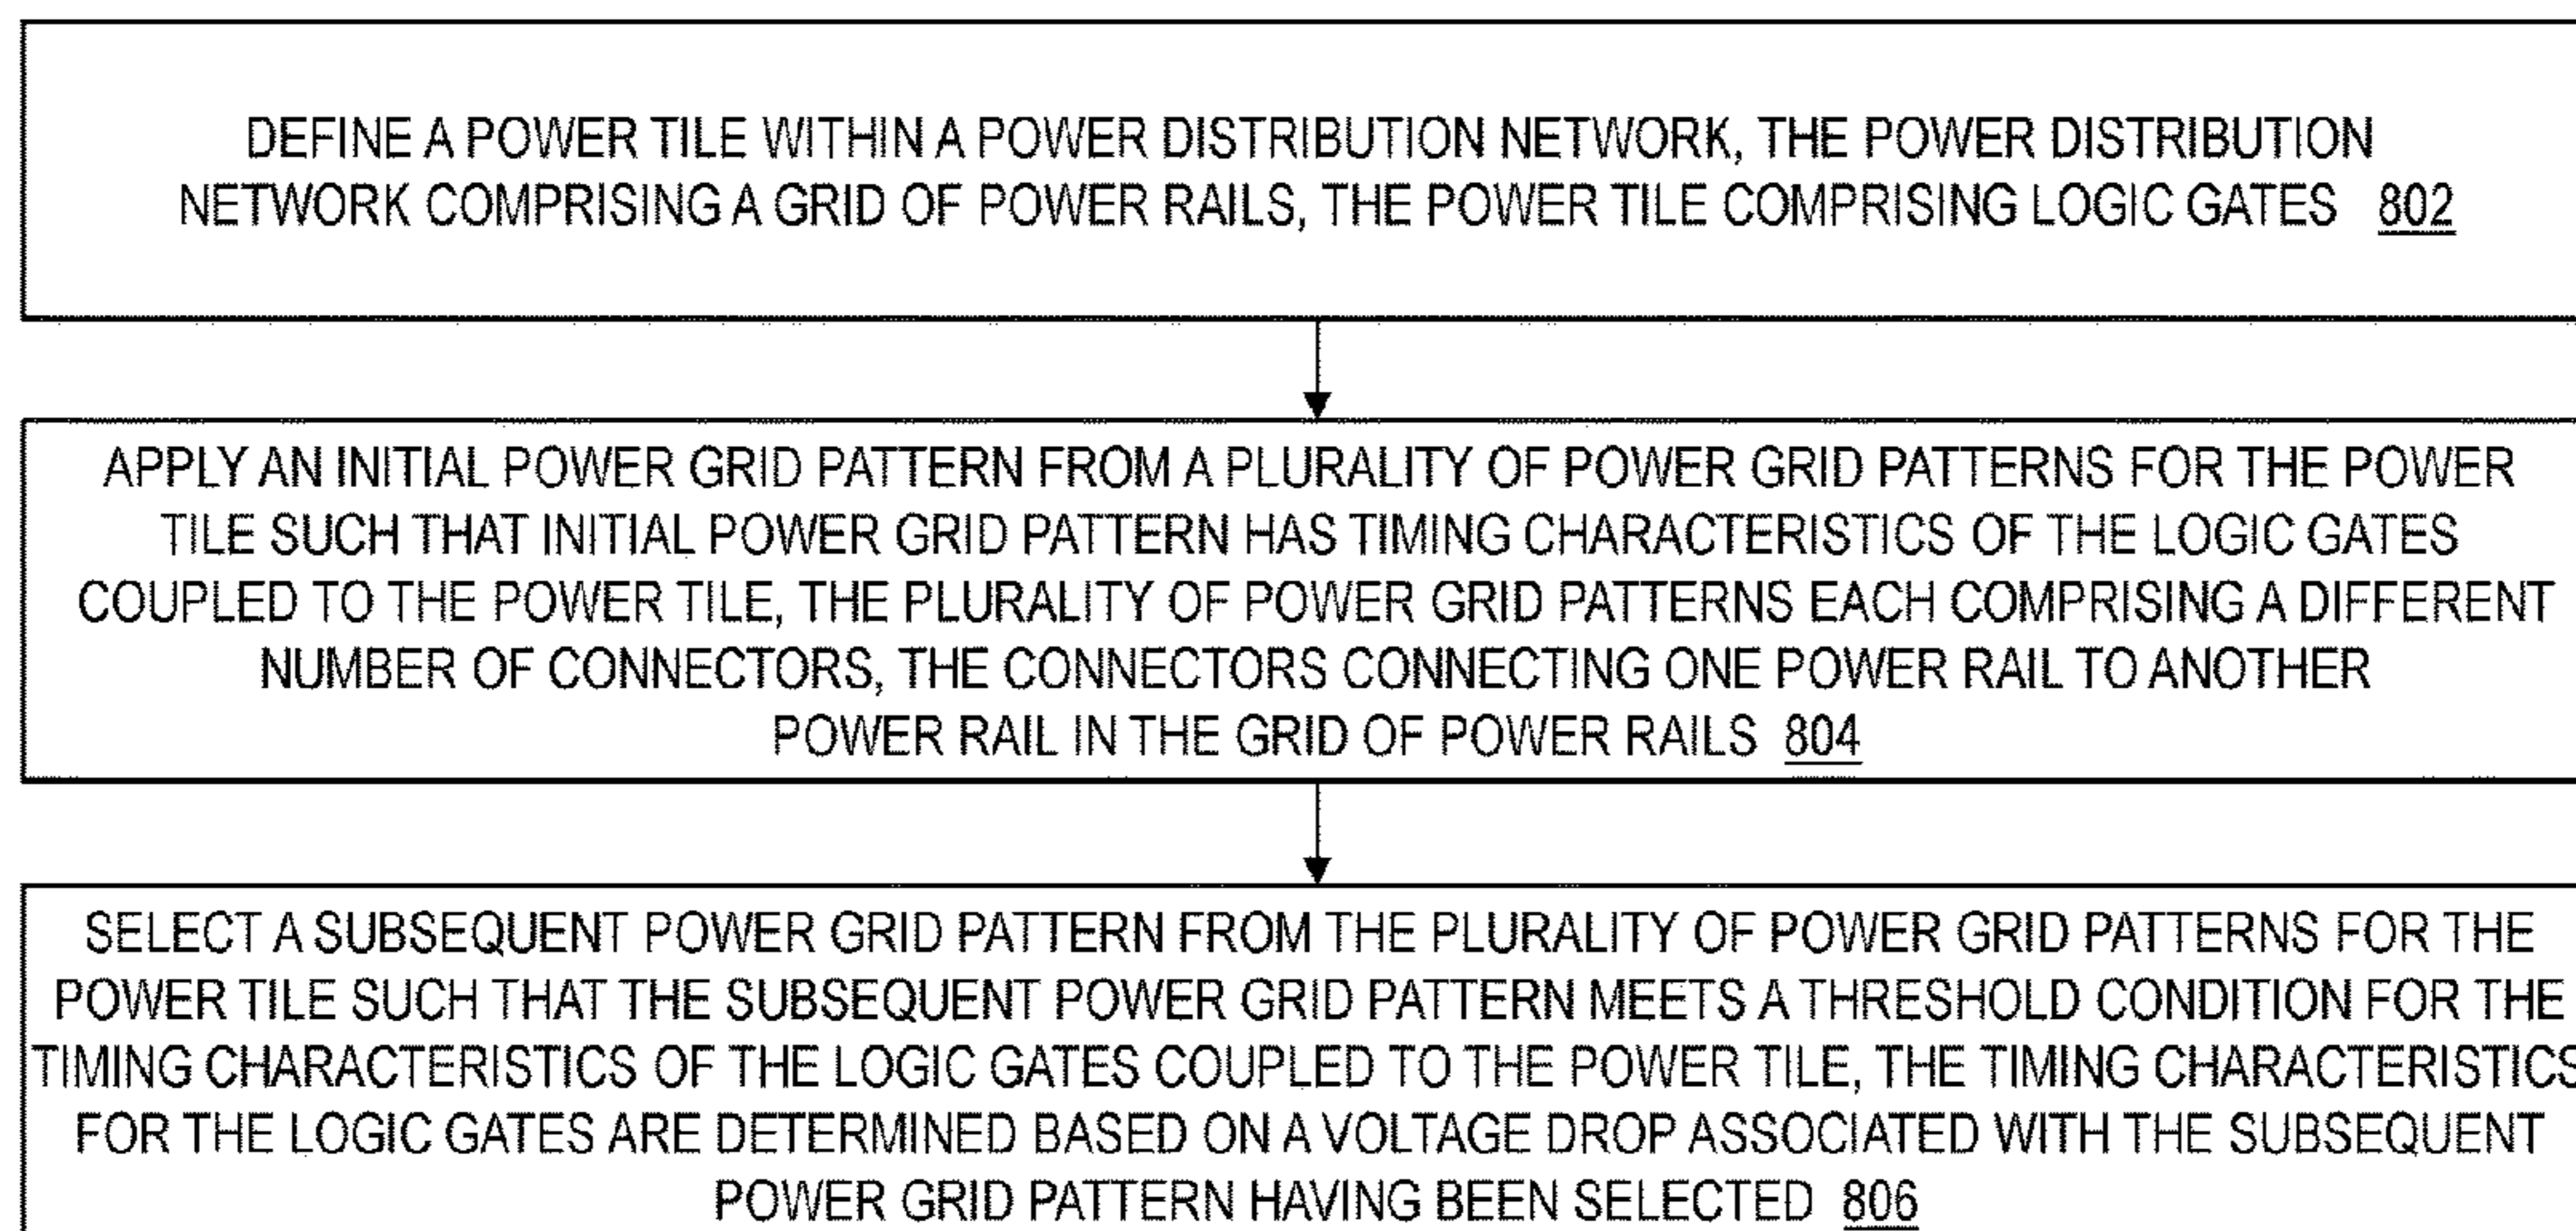 DEFINE A POWER TILE WITHIN A POWER DISTRIBUTION NETWORK, THE POWER DISTRIBUTION
NETWORK COMPRISING A GRID OF POWER RAILS, THE POWER TILE COMPRISING LOGIC GATES 802
APPLY AN INITIAL POWER GRID PATTERN FROM A PLURALITY OF POWER GRID PATTERNS FOR THE POWER
TILE SUCH THAT INITIAL POWER GRID PATTERN HAS TIMING CHARACTERISTICS OF THE LOGIC GATES
COUPLED TO THE POWER TILE, THE PLURALITY OF POWER GRID PATTERNS EACH COMPRISING A DIFFERENT
NUMBER OF CONNECTORS, THE CONNECTORS CONNECTING ONE POWER RAIL TO ANOTHER
POWER RAIL IN THE GRID OF POWER RAILS 804
SELECT A SUBSEQUENT POWER GRID PATTERN FROM THE PLURALITY OF POWER GRID PATTERNS FOR THE
POWER TILE SUCH THAT THE SUBSEQUENT POWER GRID PATTERN MEETS A THRESHOLD CONDITION FOR THE
TIMING CHARACTERISTICS OF THE LOGIC GATES COUPLED TO THE POWER TILE, THE TIMING CHARACTERISTICS
FOR THE LOGIC GATES ARE DETERMINED BASED ON A VOLTAGE DROP ASSOCIATED WITH THE SUBSEQUENT
POWER GRID PATTERN HAVING BEEN SELECTED 806